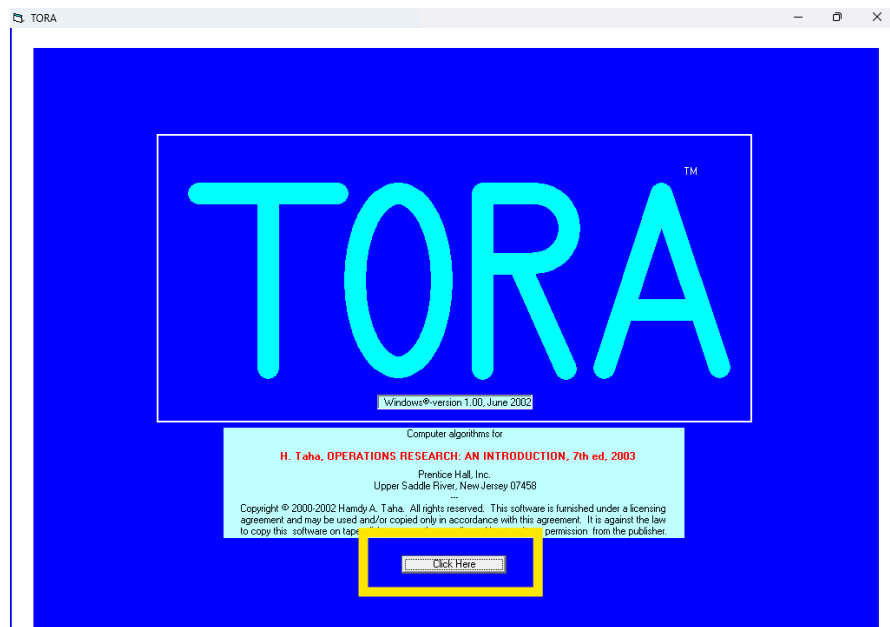 TORA
TORA
TM
Windows®-version 1.00, June 2002
Computer algorithms for
H. Taha, OPERATIONS RESEARCH: AN INTRODUCTION, 7th ed, 2003
Prentice Hall, Inc.
Upper Saddle River, New Jersey 07458
---
Copyright © 2000-2002 Hamdy A. Taha. All rights reserved. This software is furnished under a licensing
agreement and may be used and/or copied only in accordance with this agreement. It is against the law
to copy this software on tape permission from the publisher.
Click Here